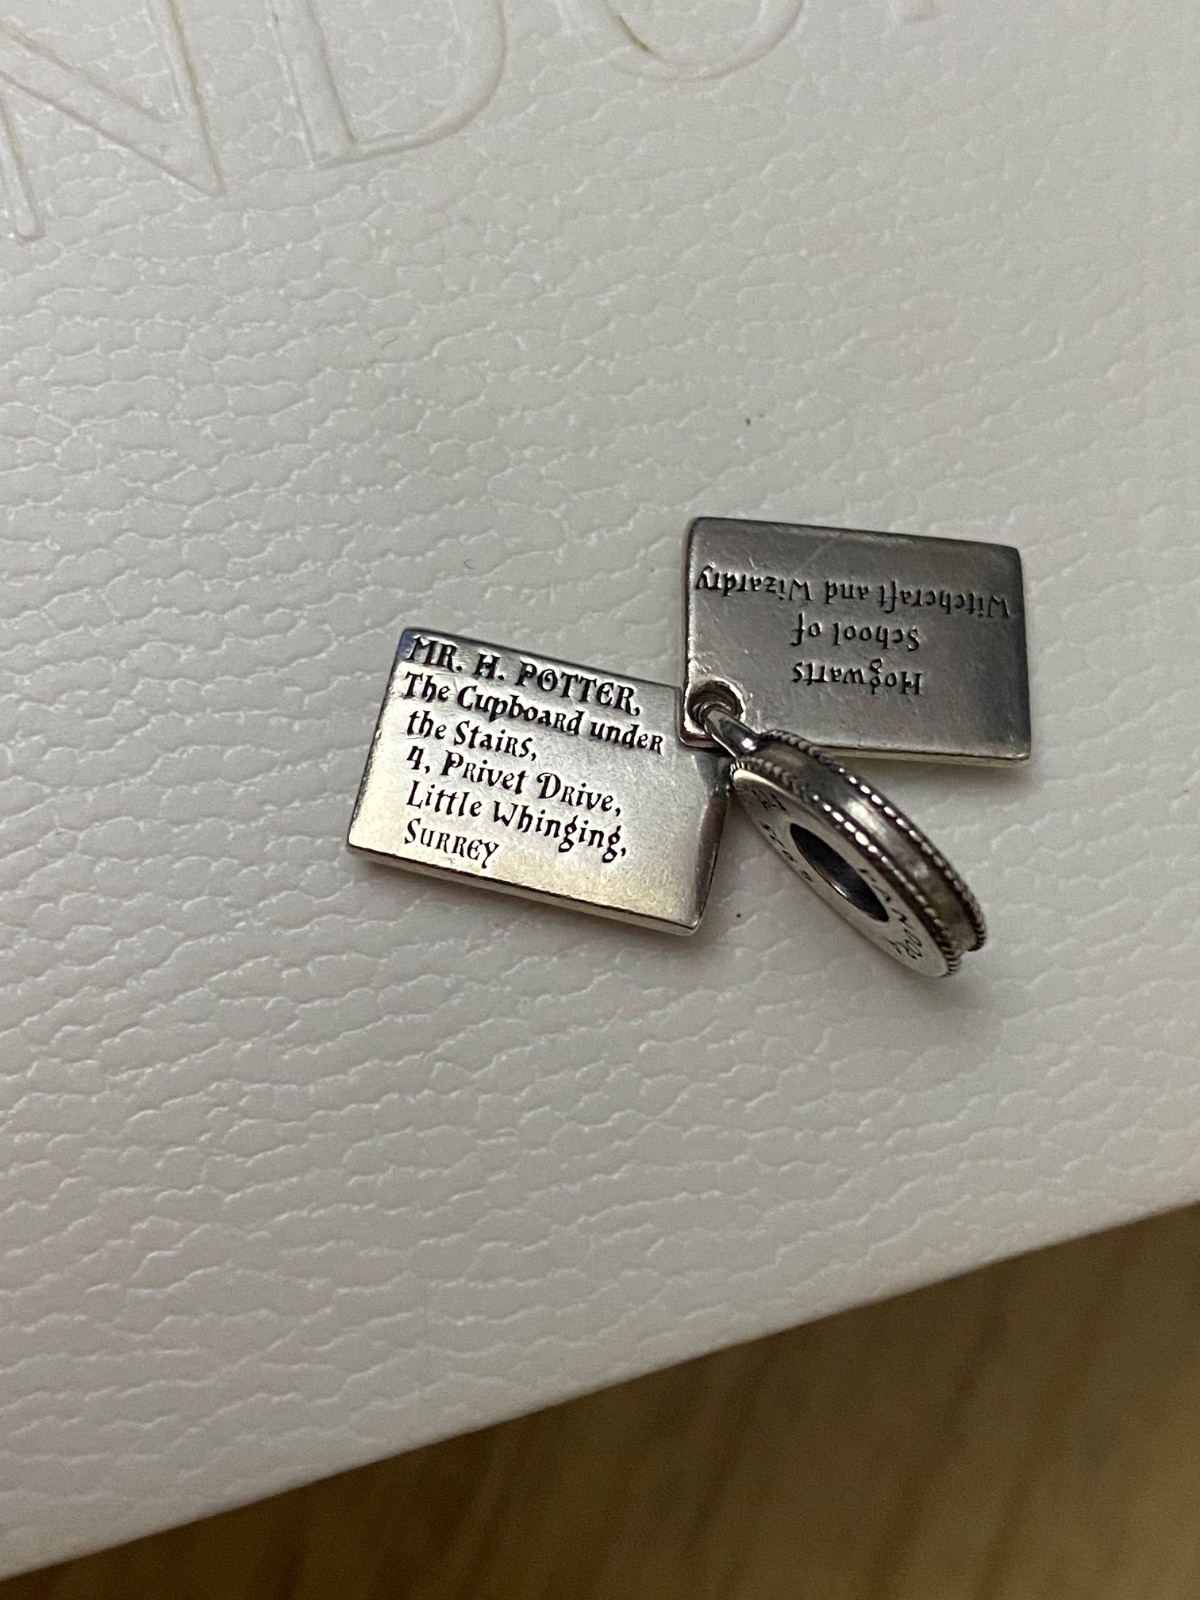 MR. H. POTTER,
The Cupboard under
the Stairs,
4, Privet Drive,
Little Whinging,
Surrey
Hogwarts
School of
Witchcraft and Wizardry